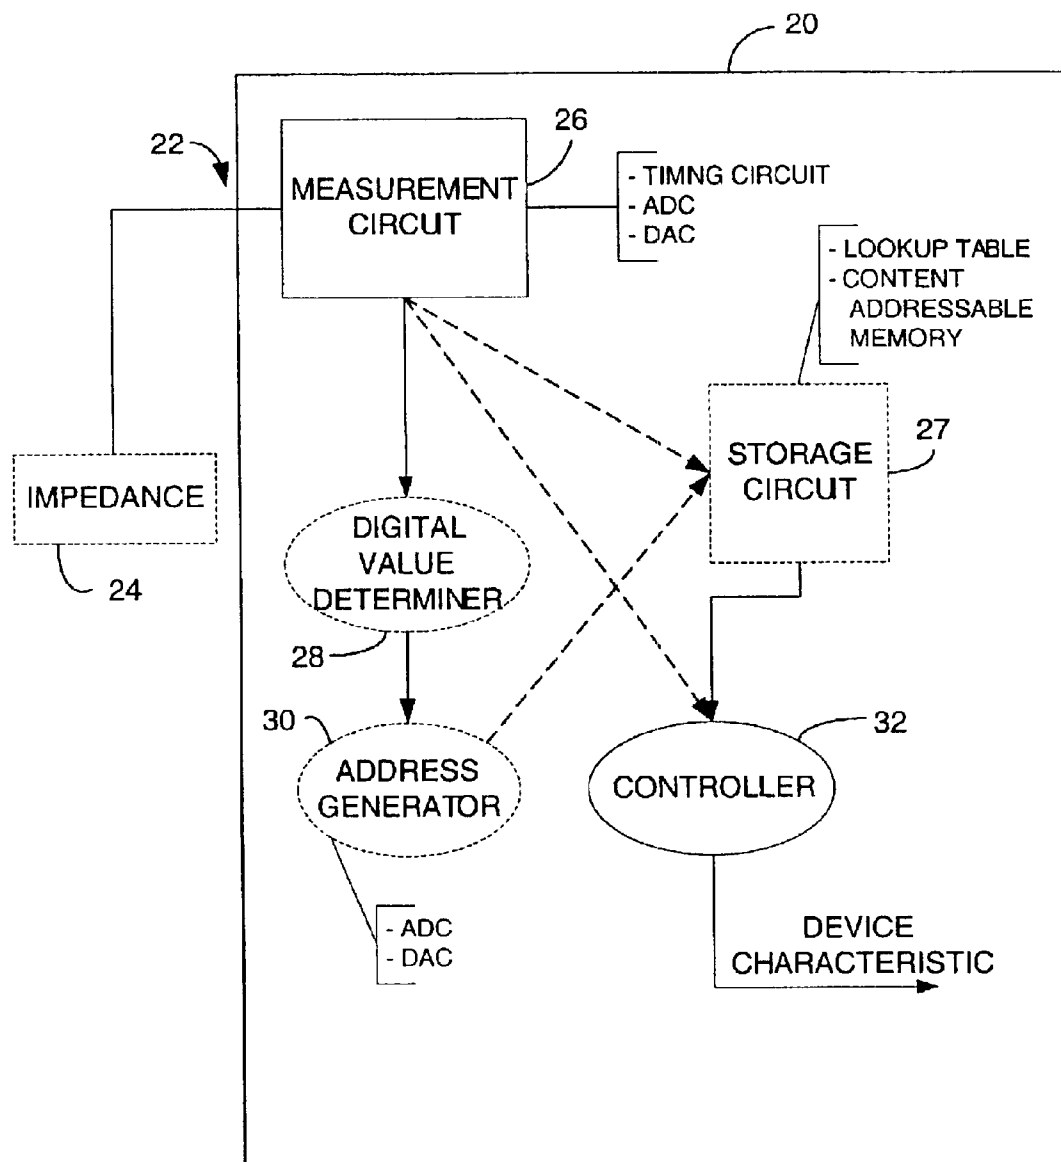 20
22
26
MEASUREMENT
CIRCUIT
- TIMNG CIRCUIT
- ADC
- DAC
- LOOKUP TABLE
- CONTENT
ADDRESSABLE
MEMORY
27
STORAGE
CIRCUIT
IMPEDANCE
24
DIGITAL
VALUE
DETERMINER
28
30
ADDRESS
GENERATOR
32
CONTROLLER
- ADC
- DAC
DEVICE
CHARACTERISTIC